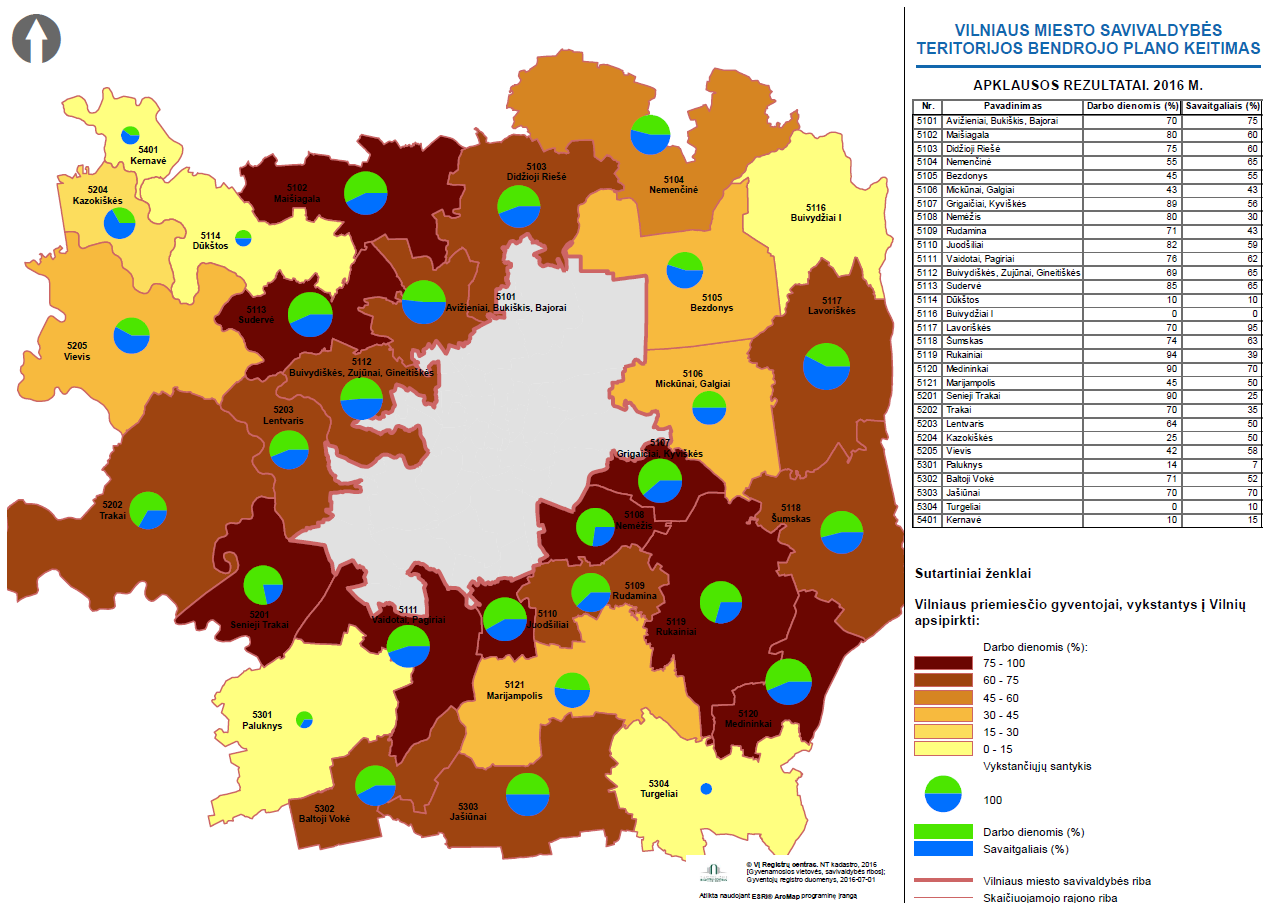 VILNIAUS MIESTO SAVIVALDYBĖS
TERITORIJOS BENDROJO PLANO KEITIMAS
APKLAUSOS REZULTATAI. 2016 M.
Nr. Pavadinimas Darbo dienomis (%) Savaitgaliais (%)
5101 Avižieniai, Bukiškis, Bajorai 70 75
5102 Maišiagala 80 60
5103 Didžioji Riešė 75 60
5104 Nemenčinė 55 65
5105 Bezdonys 45 55
5106 Mickūnai, Galgiai 43 43
5107 Grigaičiai, Kyviškės 89 56
5108 Nemėžis 80 30
5109 Rudamina 71 43
5110 Juodšiliai 82 59
5111 Vaidotai, Pagiriai 76 62
5112 Buivydiškės, Zujūnai, Gineitiškės 69 65
5113 Sudervė 85 65
5114 Dūkštos 10 10
5116 Buivydžiai I 0 0
5117 Lavoriškės 70 95
5118 Šumskas 74 63
5119 Rukainiai 94 39
5120 Medininkai 90 70
5121 Marijampolis 45 50
5201 Senieji Trakai 90 25
5202 Trakai 70 35
5203 Lentvaris 64 50
5204 Kazokiškės 25 50
5205 Vievis 42 58
5301 Paluknys 14 7
5302 Baltoji Vokė 71 52
5303 Jašiūnai 70 70
5304 Turgeliai 0 10
5401 Kernavė 10 15
Sutartiniai ženklai
Vilniaus priemiesčio gyventojai, vykstantys į Vilnių
apsipirkti:
Darbo dienomis (%):
75 - 100
60 - 75
45 - 60
30 - 45
15 - 30
0 - 15
Vykstančiųjų santykis
100
Darbo dienomis (%)
Savaitgaliais (%)
Vilniaus miesto savivaldybės riba
Skaičiuojamojo rajono riba
5401
Kernavė
5204
Kazokiškės
5114
Dūkštos
5102
Maišiagala
5103
Didžioji Riešė
5104
Nemenčinė
5116
Buivydžiai I
5113
Sudervė
5101
Avižieniai, Bukiškis, Bajorai
5105
Bezdonys
5117
Lavoriškės
5205
Vievis
5112
Buivydiškės, Zujūnai, Gineitiškės
5106
Mickūnai, Galgiai
5203
Lentvaris
5107
Grigaičiai, Kyviškės
5202
Trakai
5108
Nemėžis
5118
Šumskas
5109
Rudamina
5201
Senieji Trakai
5111
Vaidotai, Pagiriai
5110
Juodšiliai
5119
Rukainiai
5121
Marijampolis
5301
Paluknys
5120
Medininkai
5304
Turgeliai
5302
Baltoji Vokė
5303
Jašiūnai
© VĮ Registrų centras. NT kadastro, 2016
[Gyvenamosios vietovės, savivaldybės ribos];
Gyventojų registro duomenys, 2016-07-01
Atlikta naudojant ESRI® ArcMap programinę įrangą